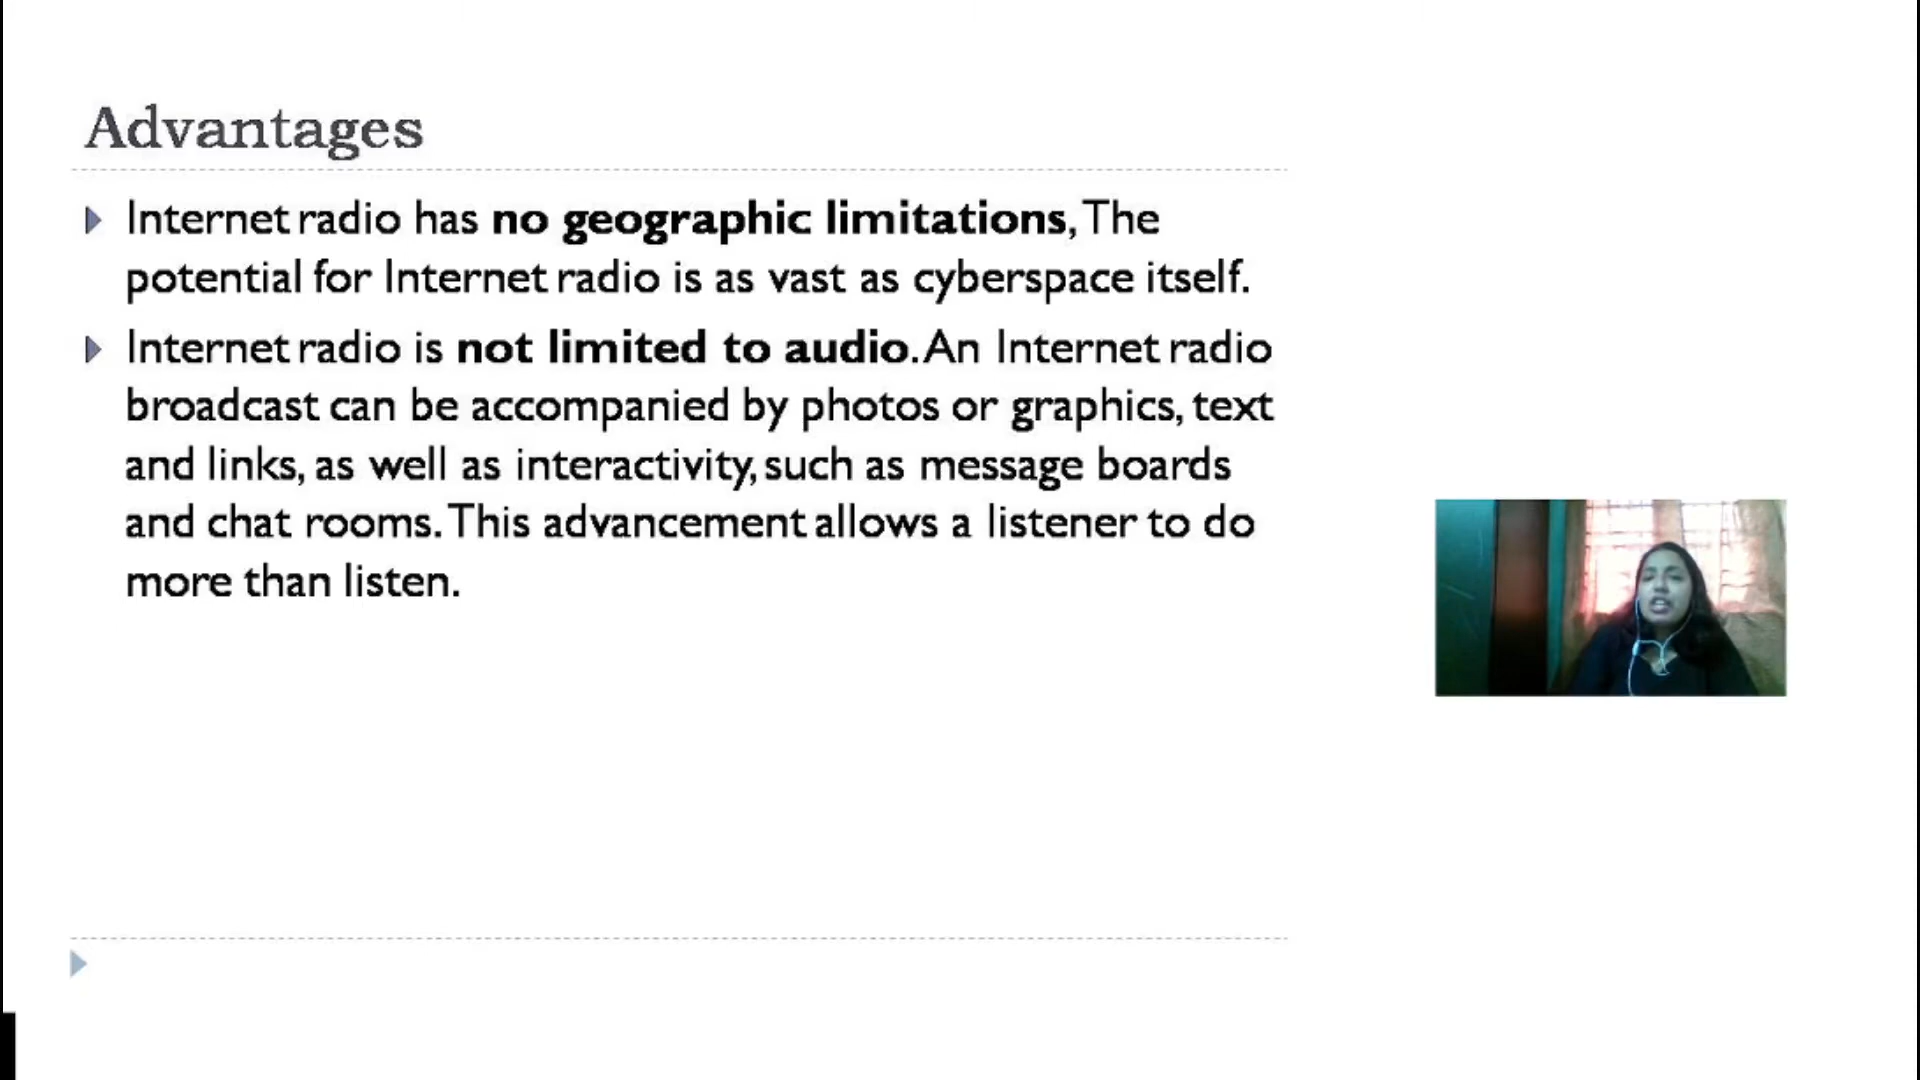 Advantages
Internet radio has no geographic limitations, The
potential for Internet radio is as vast as cyberspace itself.
Internet radio is not limited to audio. An Internet radio
broadcast can be accompanied by photos or graphics, text
and links, as well as interactivity, such as message boards
and chat rooms. This advancement allows a listener to do
more than listen.